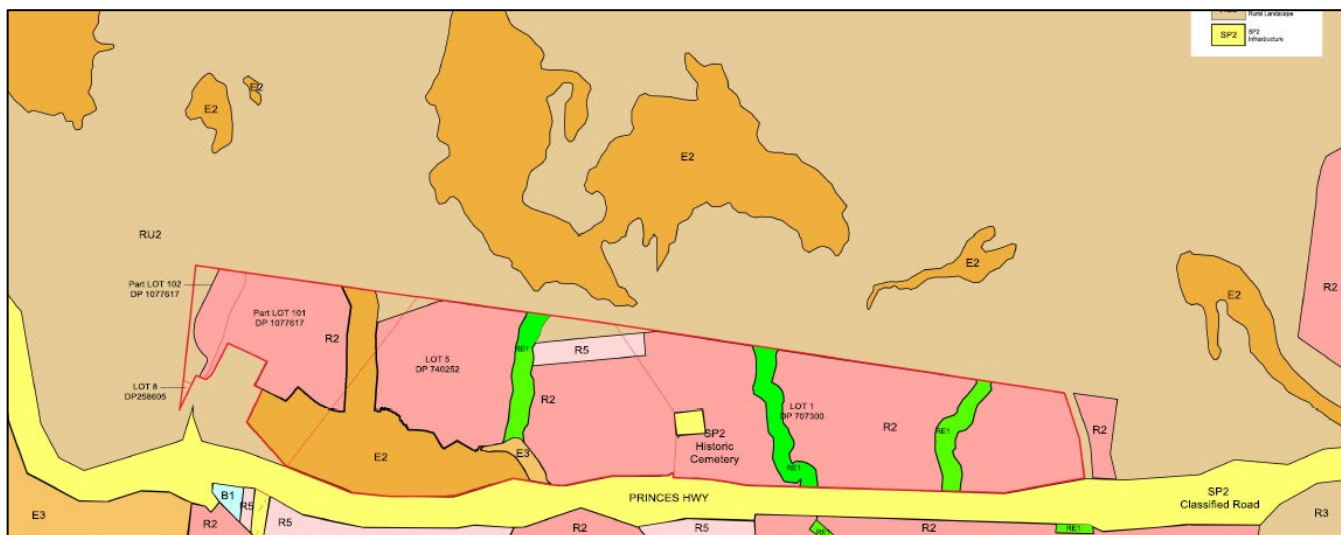 Rural Landscape
SP2
SP2
Infrastructure
E2
E2
E2
RU2
E2
E2
R2
Part LOT 102
DP 1077617
Part LOT 101
DP 1077617
R2
RE1
R5
LOT 5
DP 740252
LOT 8
DP258605
R2
LOT 1
DP 707300
R2
RE1
R2
SP2
Historic
Cemetery
E2
E3
RE1
PRINCES HWY
SP2
Classified Road
B1
R5
E3
R2
R5
R2
R5
RE1
R2
RE1
R3